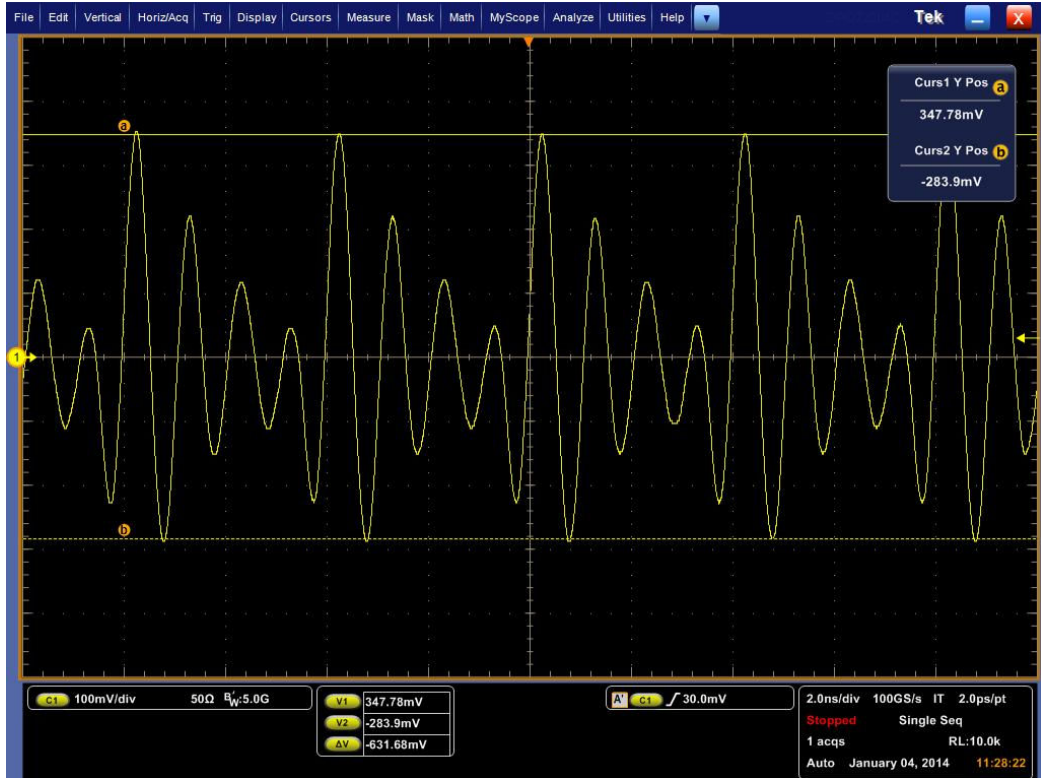 File Edit Vertical Horiz/Acq Trig Display Cursors Measure Mask Math MyScope Analyze Utilities Help Tek X
Curs1 Y Pos a
347.78mV
Curs2 Y Pos b
-283.9mV
a
1
b
C1 100mV/div 50Ω BW:5.0G
V1 347.78mV
V2 -283.9mV
ΔV -631.68mV
A' C1 30.0mV
2.0ns/div 100GS/s IT 2.0ps/pt
Stopped Single Seq
1 acqs RL:10.0k
Auto January 04, 2014 11:28:22